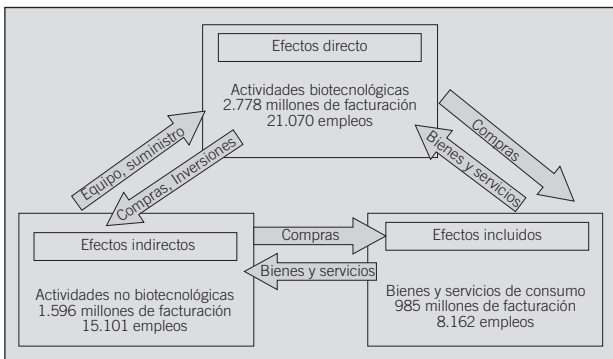 Efectos directo
Actividades biotecnológicas
2.778 millones de facturación
21.070 empleos
Equipo, suministro
Compras, Inversiones
Compras
Bienes y servicios
Efectos indirectos
Actividades no biotecnológicas
1.596 millones de facturación
15.101 empleos
Compras
Bienes y servicios
Efectos incluidos
Bienes y servicios de consumo
985 millones de facturación
8.162 empleos